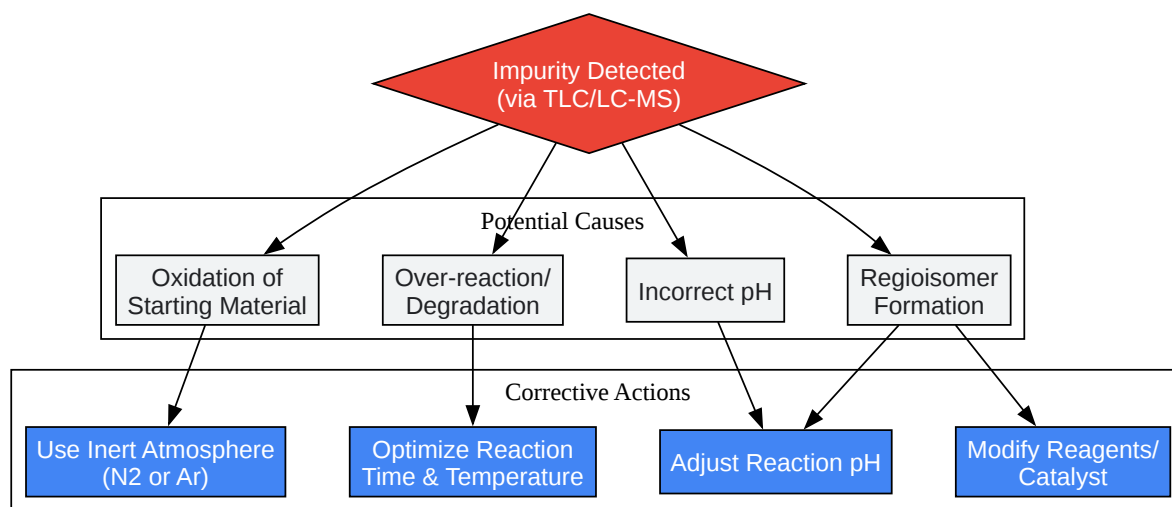 Impurity Detected
(via TLC/LC-MS)
Potential Causes
Oxidation of
Starting Material
Over-reaction/
Degradation
Incorrect pH
Regioisomer
Formation
Corrective Actions
Use Inert Atmosphere
(N2 or Ar)
Optimize Reaction
Time & Temperature
Adjust Reaction pH
Modify Reagents/
Catalyst